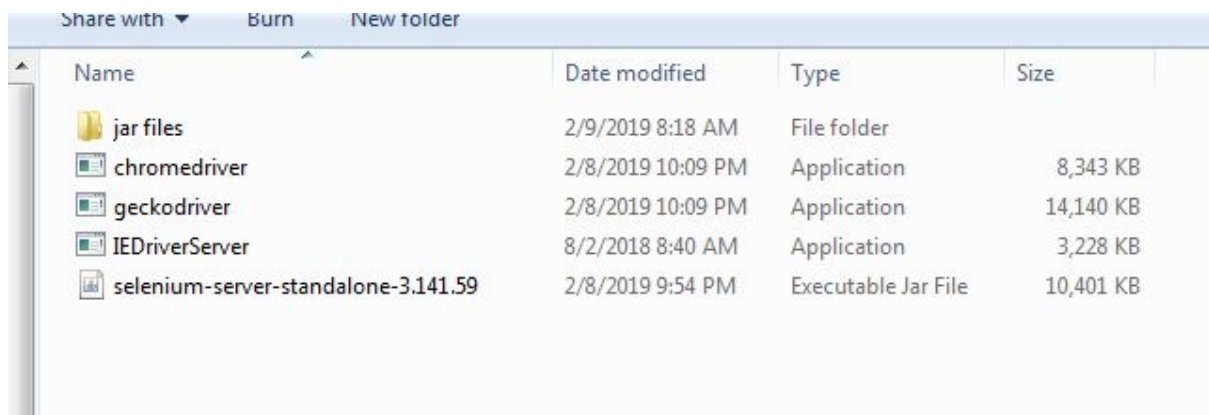 Share with Burn New folder
Name Date modified Type Size
jar files 2/9/2019 8:18 AM File folder
chromedriver 2/8/2019 10:09 PM Application 8,343 KB
geckodriver 2/8/2019 10:09 PM Application 14,140 KB
IEDriverServer 8/2/2018 8:40 AM Application 3,228 KB
selenium-server-standalone-3.141.59 2/8/2019 9:54 PM Executable Jar File 10,401 KB